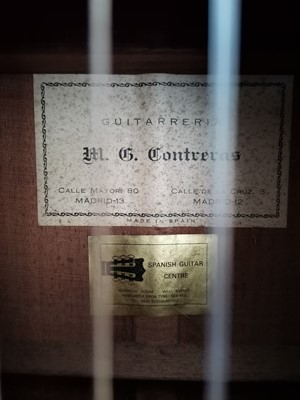 GUITARRERIA
M. G. Contreras
CALLE MAYOR 80 CALLE DE LA CRUZ,
MADRID-13 MADRID-12
MADE IN SPAIN
SPANISH GUITAR
CENTRE